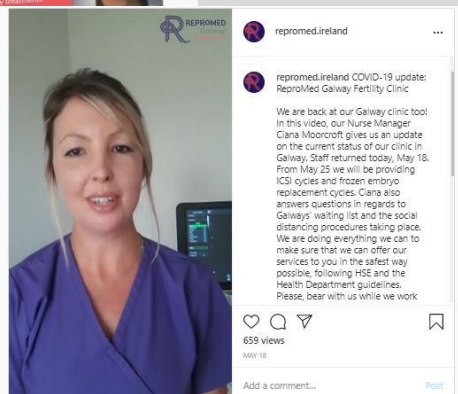 REPROMED
Galway
repromed.ireland
repromed.ireland COVID-19 update:
ReproMed Galway Fertility Clinic
We are back at our Galway clinic too!
In this video, our Nurse Manager
Ciana Moorcroft gives us an update
on the current status of our clinic in
Galway. Staff returned today, May 18.
From May 25 we will be providing
ICSI cycles and frozen embryo
replacement cycles. Ciana also
answers questions in regards to
Galways' waiting list and the social
distancing procedures taking place.
We are doing everything we can to
make sure that we can offer our
services to you in the safest way
possible, following HSE and the
Health Department guidelines.
Please, bear with us while we work
659 views
MAY 18
Add a comment...
Post